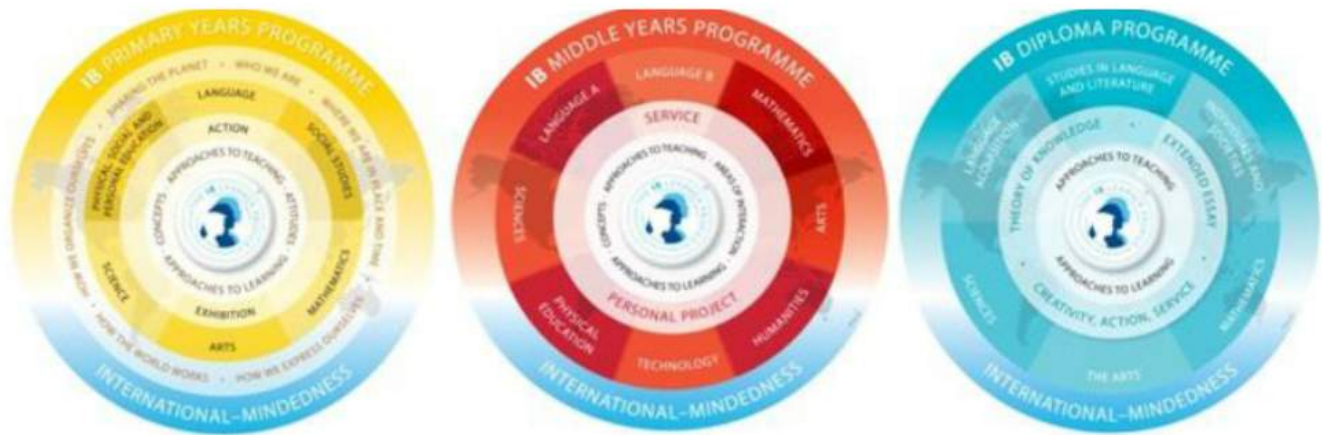 IB PRIMARY YEARS PROGRAMME
SHARING THE PLANET • WHO WE ARE • WHERE WE ARE IN PLACE AND TIME • HOW WE EXPRESS OURSELVES • HOW THE WORLD WORKS • HOW WE ORGANIZE OURSELVES •
LANGUAGE
SOCIAL STUDIES
MATHEMATICS
ARTS
SCIENCE
PHYSICAL, SOCIAL AND
PERSONAL EDUCATION
ACTION
EXHIBITION
APPROACHES TO TEACHING • ATTITUDES • APPROACHES TO LEARNING • CONCEPTS •
INTERNATIONAL–MINDEDNESS
IB MIDDLE YEARS PROGRAMME
LANGUAGE B
MATHEMATICS
ARTS
HUMANITIES
TECHNOLOGY
PHYSICAL
EDUCATION
SCIENCES
LANGUAGE A
SERVICE
PERSONAL PROJECT
APPROACHES TO TEACHING • AREAS OF INTERACTION • APPROACHES TO LEARNING • CONCEPTS •
INTERNATIONAL–MINDEDNESS
IB DIPLOMA PROGRAMME
STUDIES IN LANGUAGE
AND LITERATURE
INDIVIDUALS AND
SOCIETIES
MATHEMATICS
THE ARTS
SCIENCES
LANGUAGE
ACQUISITION
THEORY OF KNOWLEDGE • EXTENDED ESSAY • CREATIVITY, ACTION, SERVICE •
APPROACHES TO TEACHING
APPROACHES TO LEARNING
INTERNATIONAL–MINDEDNESS